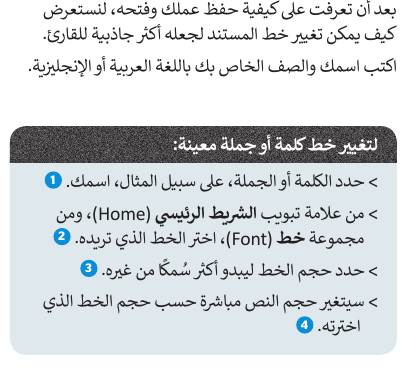 بعد أن تعرفت على كيفية حفظ عملك وفتحه، لنستعرض
كيف يمكن تغيير خط المستند لجعله أكثر جاذبية للقارئ.
اكتب اسمك والصف الخاص بك باللغة العربية أو الإنجليزية.
لتغيير خط كلمة أو جملة معينة:
> حدد الكلمة أو الجملة، على سبيل المثال، اسمك. 1
> من علامة تبويب الشريط الرئيسي (Home)، ومن
مجموعة خط (Font)، اختر الخط الذي تريده. 2
> حدد حجم الخط ليبدو أكثر سُمكًا من غيره. 3
> سيتغير حجم النص مباشرة حسب حجم الخط الذي
اخترته. 4